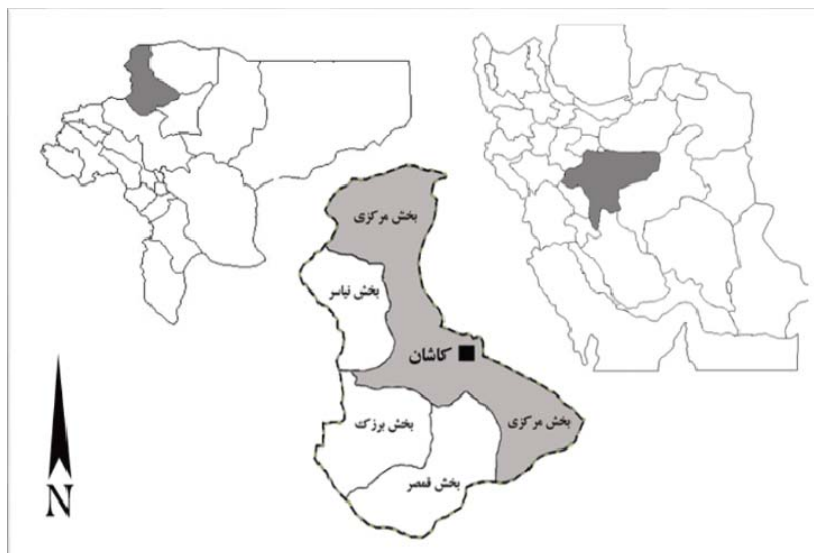 بخش مرکزی
بخش نیاسر
کاشان
بخش برزک
بخش مرکزی
بخش قمصر
N